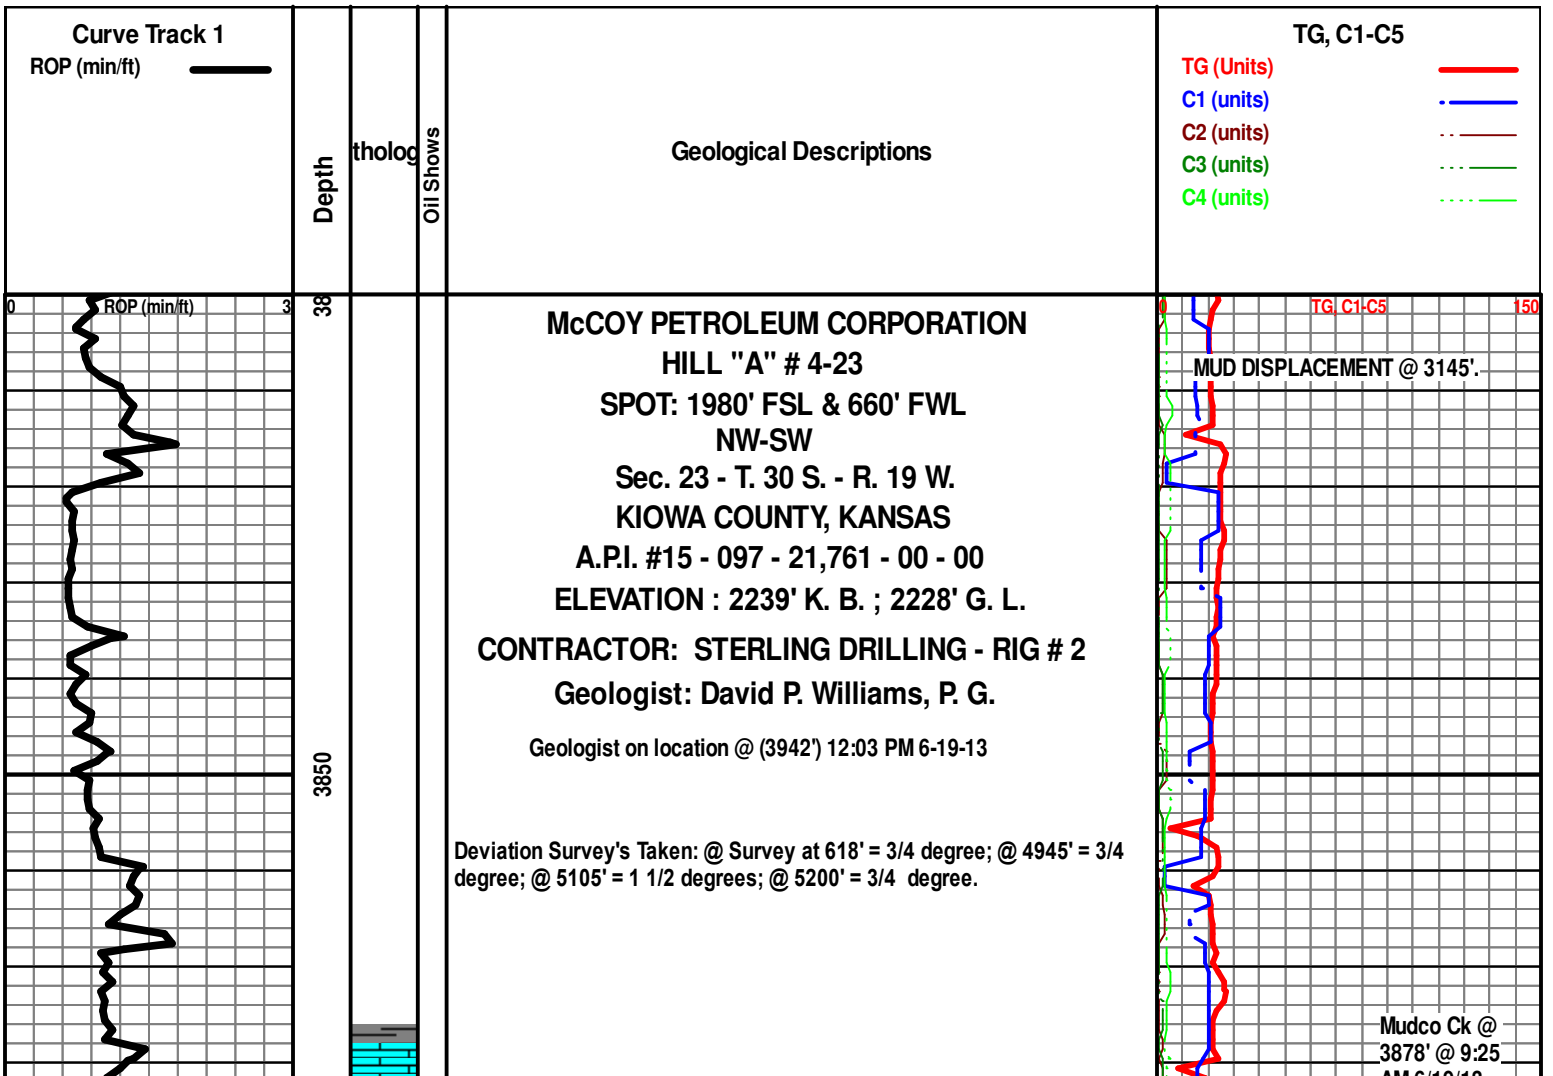 Curve Track 1
ROP (min/ft)
Depth
tholog
Oil Shows
Geological Descriptions
TG, C1-C5
TG (Units)
C1 (units)
C2 (units)
C3 (units)
C4 (units)
0 ROP (min/ft) 3
38
0 TG, C1-C5 150
McCOY PETROLEUM CORPORATION
HILL "A" # 4-23
SPOT: 1980' FSL & 660' FWL
NW-SW
Sec. 23 - T. 30 S. - R. 19 W.
KIOWA COUNTY, KANSAS
A.P.I. #15 - 097 - 21,761 - 00 - 00
ELEVATION : 2239' K. B. ; 2228' G. L.
CONTRACTOR: STERLING DRILLING - RIG # 2
Geologist: David P. Williams, P. G.
Geologist on location @ (3942') 12:03 PM 6-19-13
MUD DISPLACEMENT @ 3145'.
3850
Deviation Survey's Taken: @ Survey at 618' = 3/4 degree; @ 4945' = 3/4
degree; @ 5105' = 1 1/2 degrees; @ 5200' = 3/4 degree.
Mudco Ck @
3878' @ 9:25
AM 6/19/13